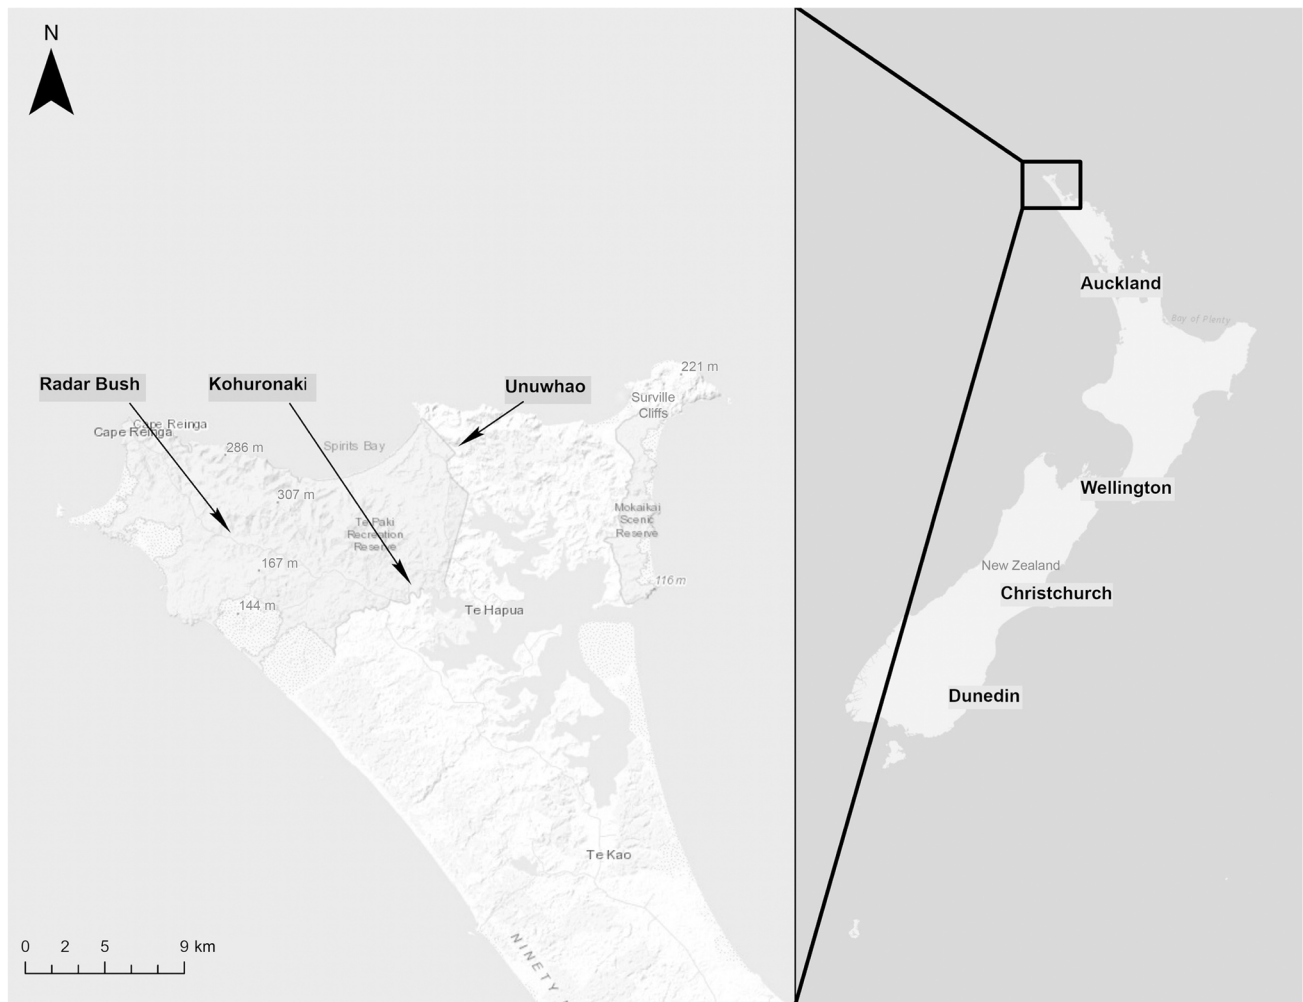 N
Radar Bush
Kohuronaki
Unuwhao
221 m
Surville
Cliffs
Cape Reinga
Cape Reinga
286 m
Spirits Bay
307 m
Te Paki
Recreation
Reserve
Mokaikai
Scenic
Reserve
167 m
116 m
144 m
Te Hapua
Te Kao
NINETY
0 2 5 9 km
Auckland
Bay of Plenty
Wellington
New Zealand
Christchurch
Dunedin